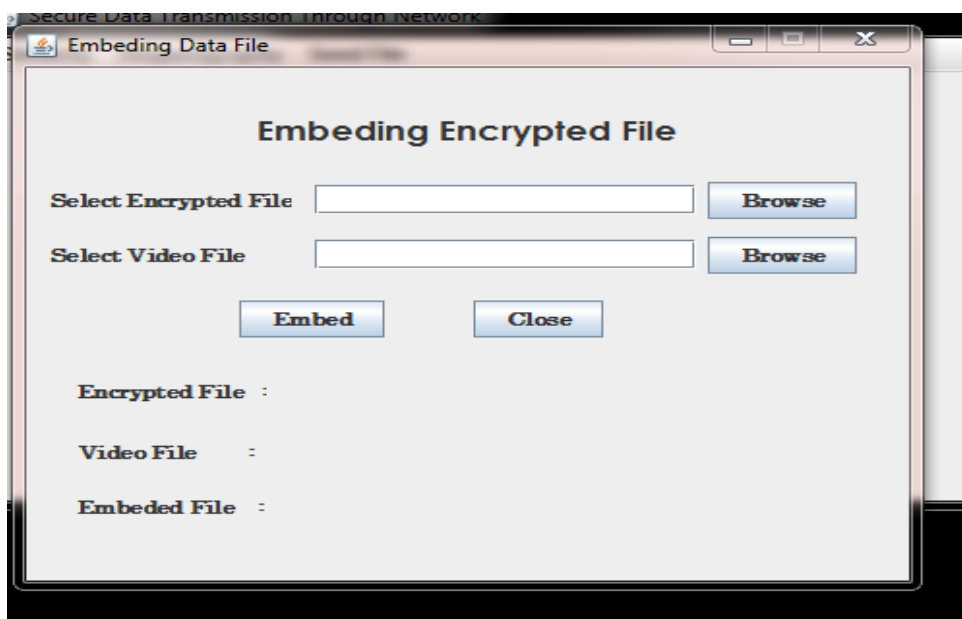 Secure Data Transmission Through Network
Embeding Data File
Embeding Encrypted File
Select Encrypted File Browse
Select Video File Browse
Embed Close
Encrypted File :
Video File :
Embeded File :